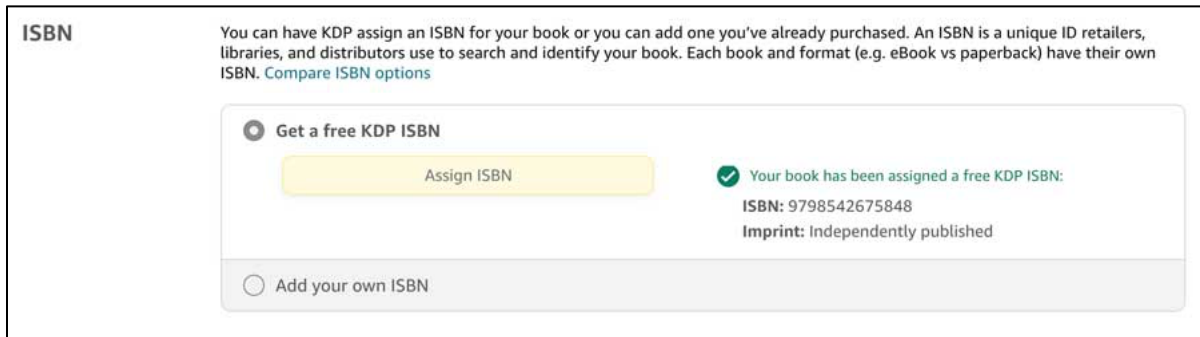 ISBN
You can have KDP assign an ISBN for your book or you can add one you’ve already purchased. An ISBN is a unique ID retailers,
libraries, and distributors use to search and identify your book. Each book and format (e.g. eBook vs paperback) have their own
ISBN. Compare ISBN options
Get a free KDP ISBN
Assign ISBN
Your book has been assigned a free KDP ISBN:
ISBN: 9798542675848
Imprint: Independently published
Add your own ISBN